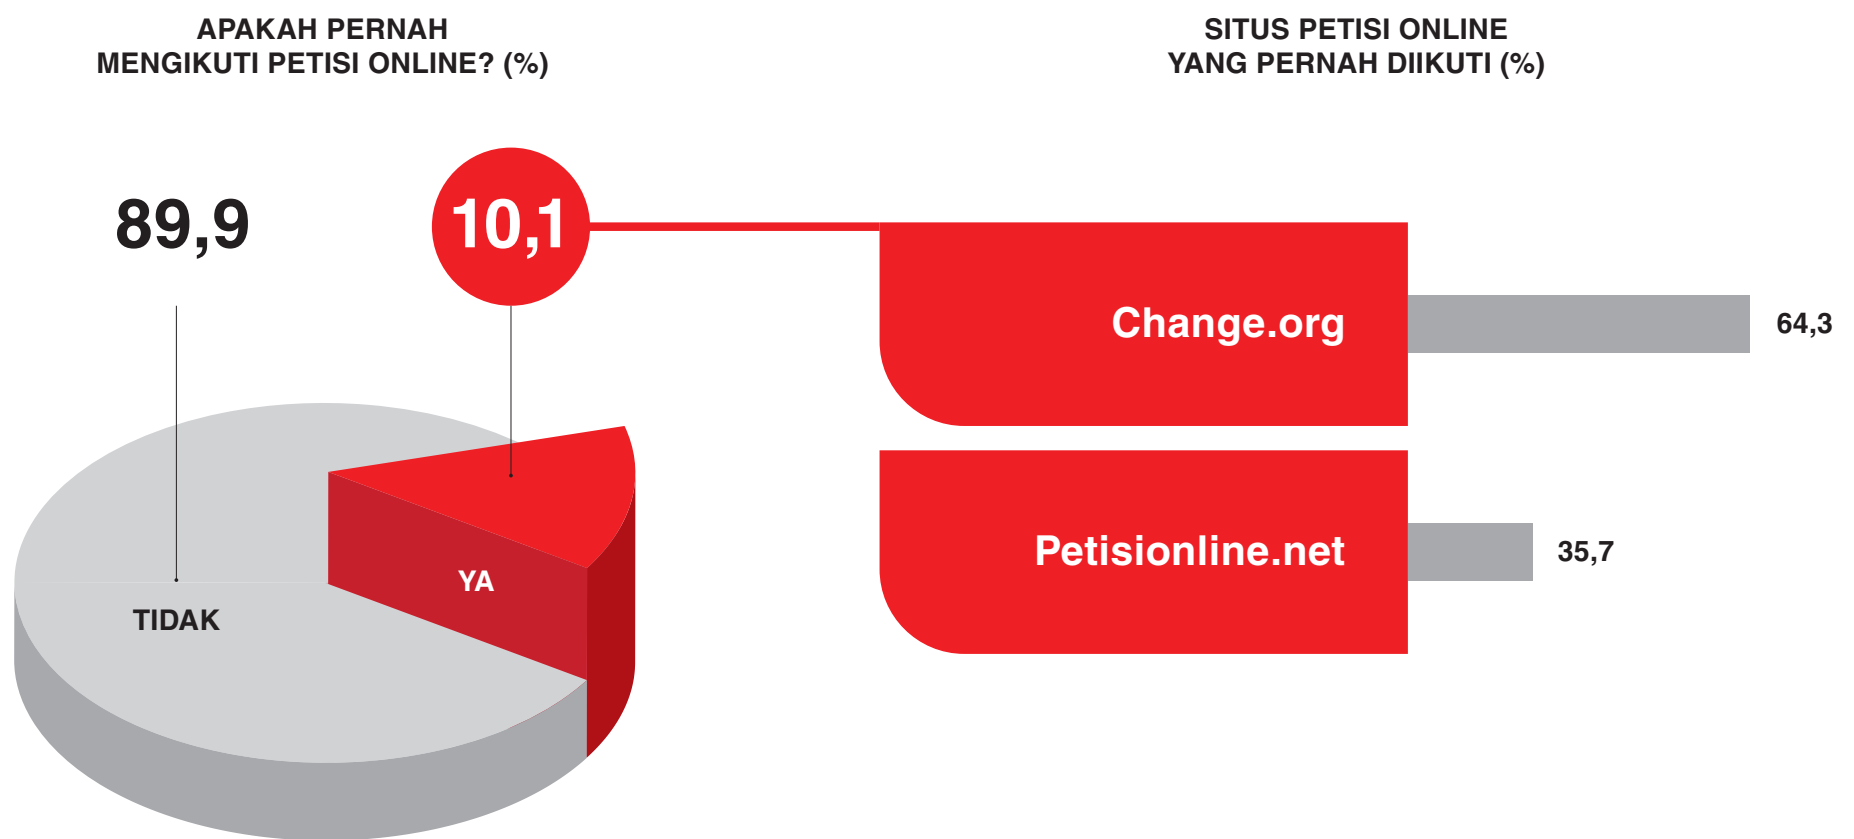 APAKAH PERNAH
MENGIKUTI PETISI ONLINE? (%)
89,9
10,1
TIDAK
YA
SITUS PETISI ONLINE
YANG PERNAH DIIKUTI (%)
Change.org
64,3
Petisionline.net
35,7